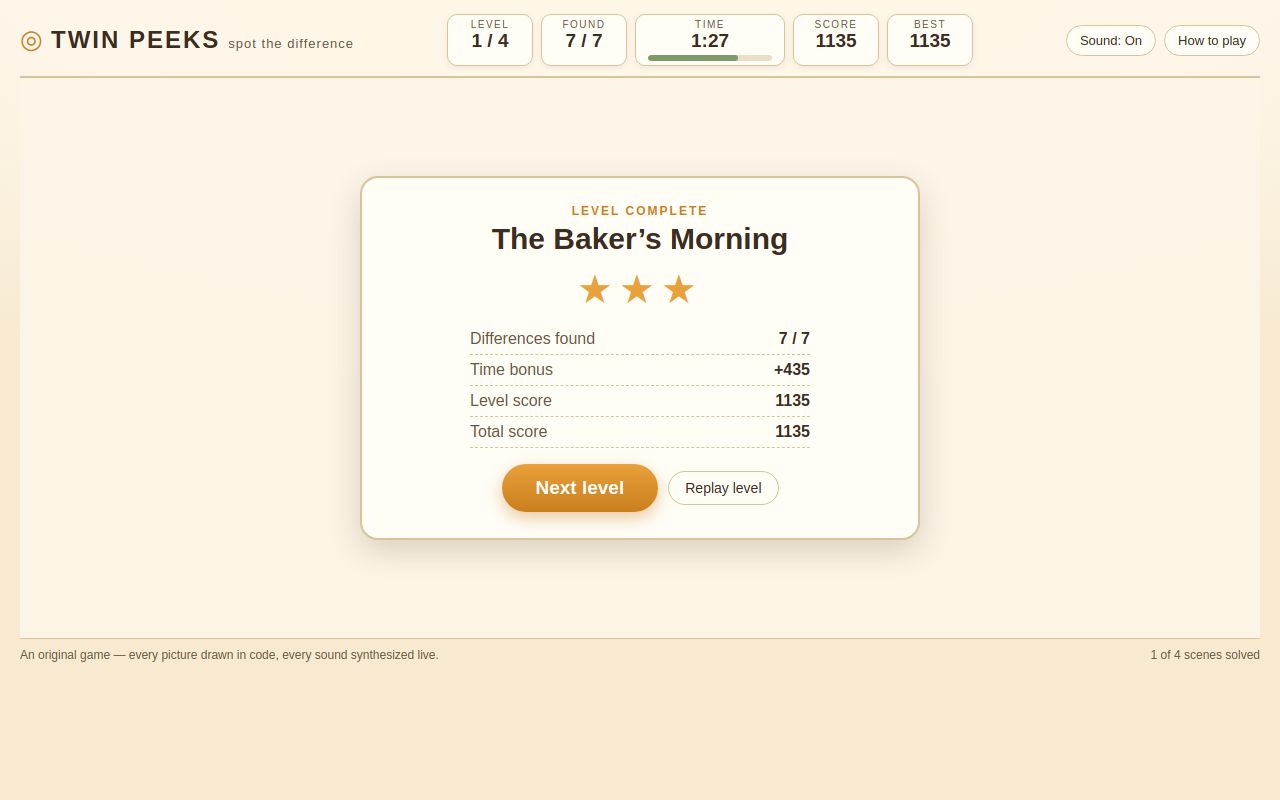 ◎ TWIN PEEKS spot the difference
LEVEL
1 / 4
FOUND
7 / 7
TIME
1:27
SCORE
1135
BEST
1135
Sound: On
How to play
LEVEL COMPLETE
The Baker’s Morning
★ ★ ★
Differences found 7 / 7
Time bonus +435
Level score 1135
Total score 1135
Next level
Replay level
An original game — every picture drawn in code, every sound synthesized live.
1 of 4 scenes solved